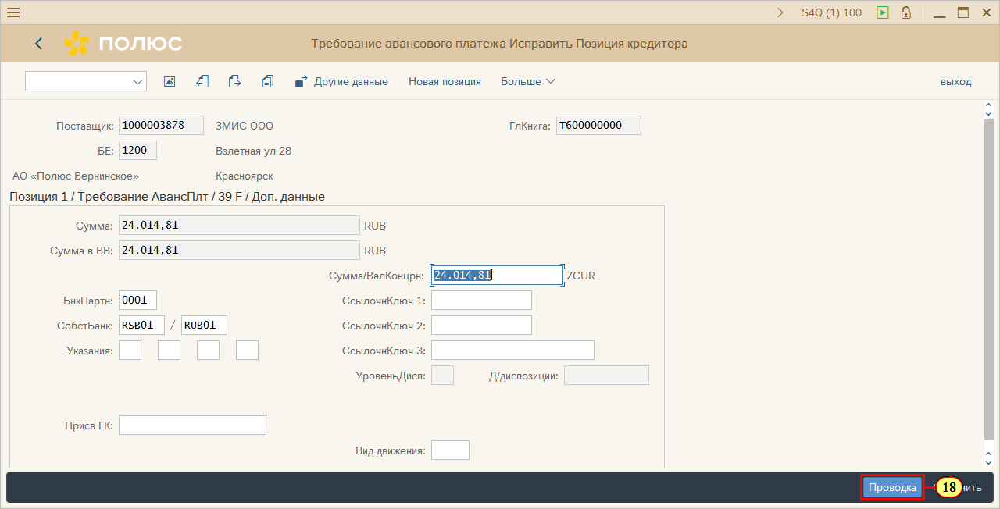 S4Q (1) 100
ПОЛЮС
Требование авансового платежа Исправить Позиция кредитора
Другие данные Новая позиция Больше выход
Поставщик: 1000003878 ЗМИС ООО ГлКнига: T600000000
БЕ: 1200 Взлетная ул 28
АО «Полюс Вернинское» Красноярск
Позиция 1 / Требование АвансПлт / 39 F / Доп. данные
Сумма: 24.014,81 RUB
Сумма в ВВ: 24.014,81 RUB
Сумма/ВалКонцрн: 24.014,81 ZCUR
БнкПартн: 0001 СсылочнКлюч 1:
СобстБанк: RSB01 / RUB01 СсылочнКлюч 2:
Указания: СсылочнКлюч 3:
УровеньДисп: Д/диспозиции:
Присв ГК:
Вид движения:
Проводка 18